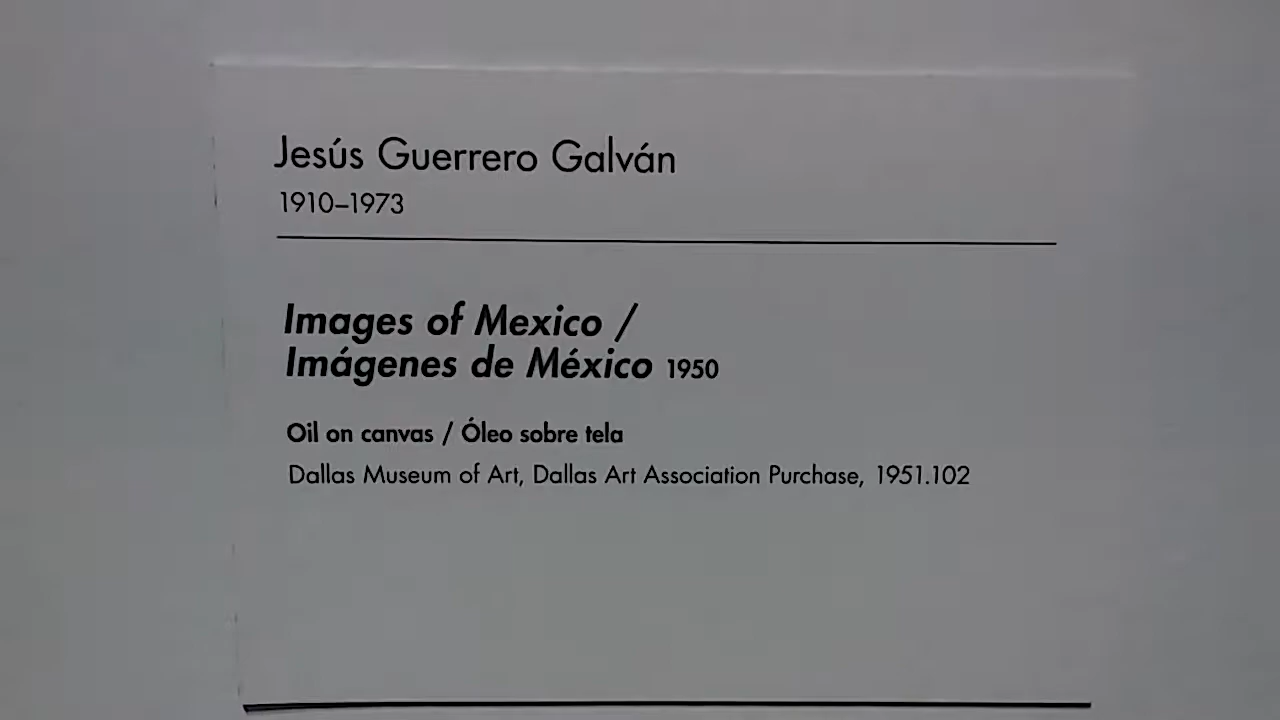 Jesús Guerrero Galván
1910–1973
Images of Mexico /
Imágenes de México 1950
Oil on canvas / Óleo sobre tela
Dallas Museum of Art, Dallas Art Association Purchase, 1951.102